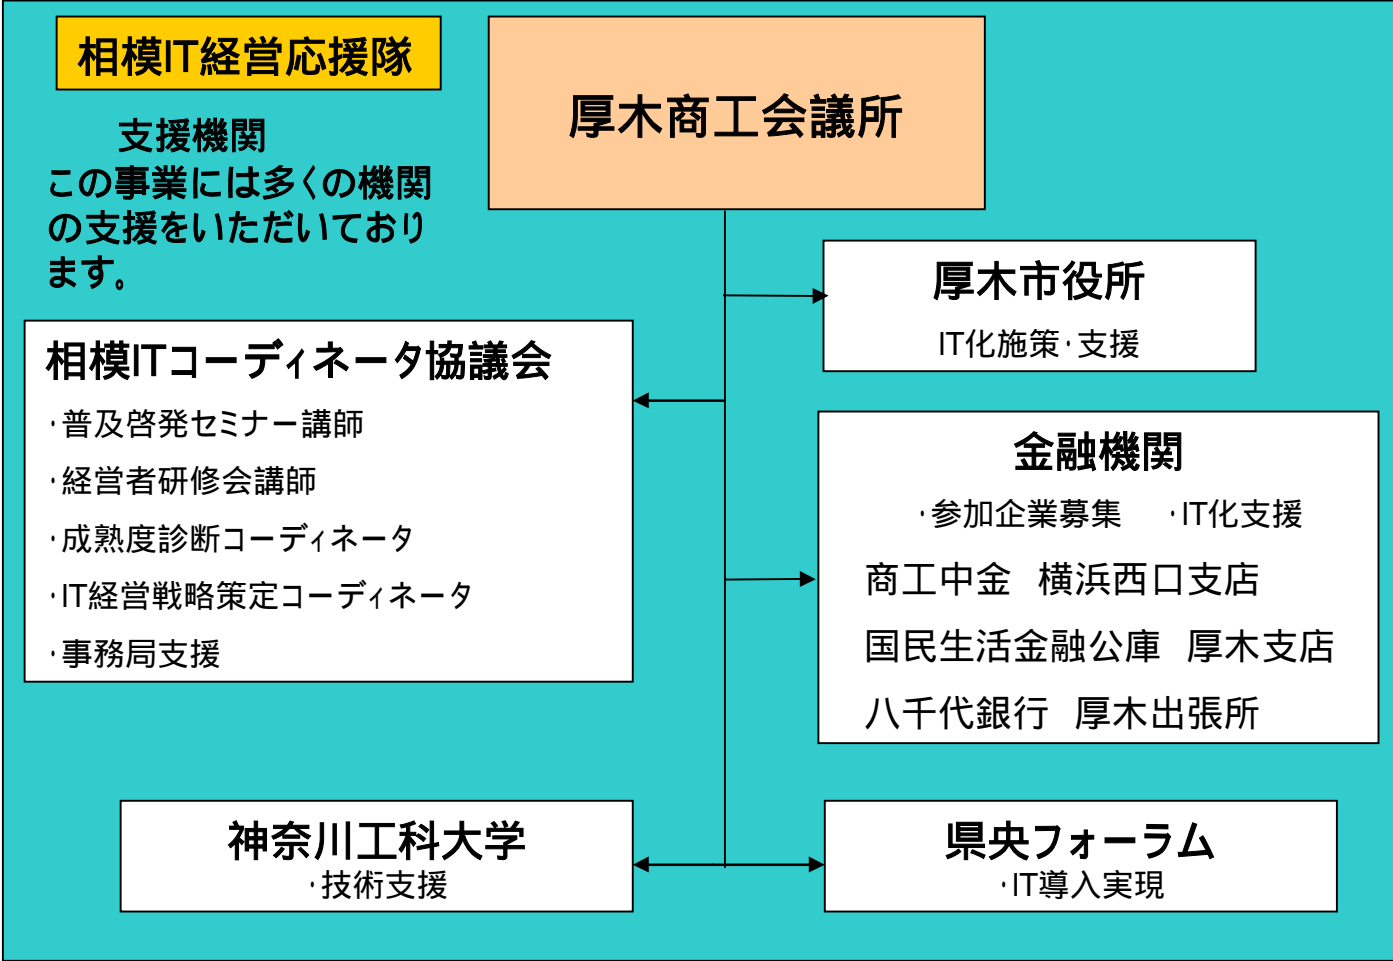 相模IT経営応援隊
厚木商工会議所
支援機関
この事業には多くの機関
の支援をいただいており
ます。
厚木市役所
IT化施策・支援
相模ITコーディネータ協議会
・普及啓発セミナー講師
・経営者研修会講師
・成熟度診断コーディネータ
・IT経営戦略策定コーディネータ
・事務局支援
金融機関
・参加企業募集　・IT化支援
商工中金　横浜西口支店
国民生活金融公庫　厚木支店
八千代銀行　厚木出張所
神奈川工科大学
・技術支援
県央フォーラム
・IT導入実現